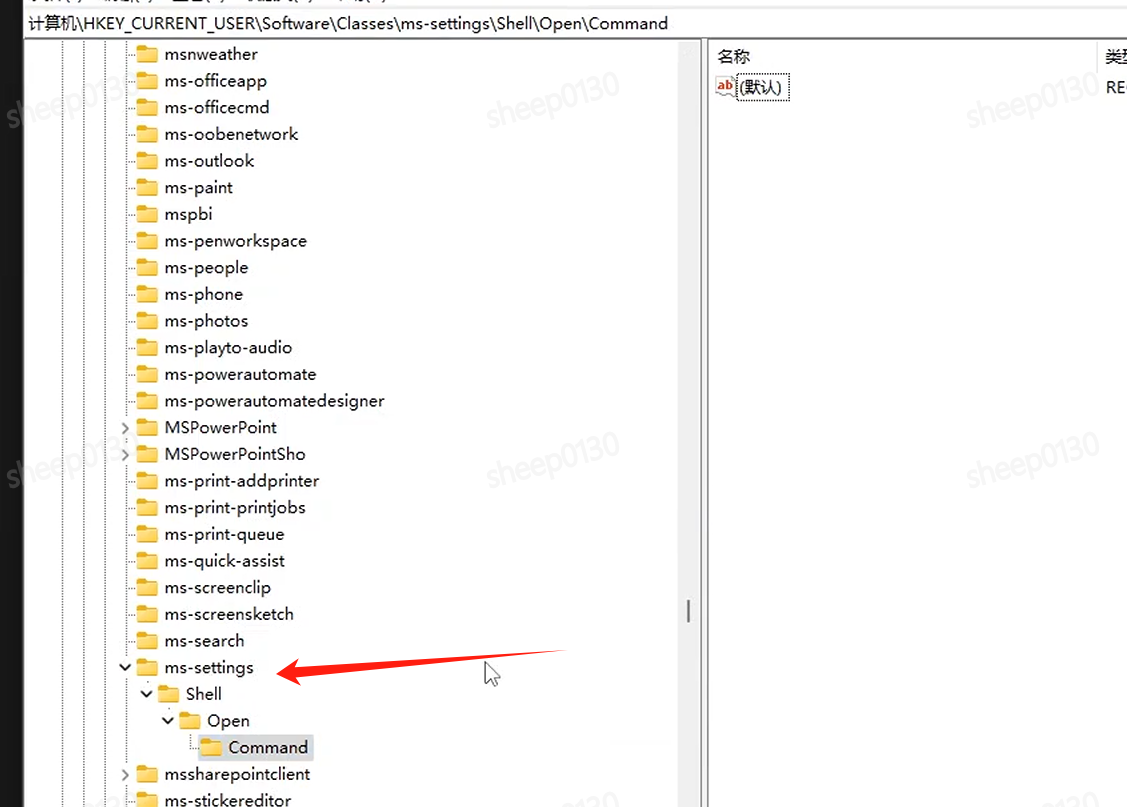 计算机\HKEY_CURRENT_USER\Software\Classes\ms-settings\Shell\Open\Command
名称
(默认)
msnweather
ms-officeapp
ms-officecmd
ms-oobenetwork
ms-outlook
ms-paint
mspbi
ms-penworkspace
ms-people
ms-phone
ms-photos
ms-playto-audio
ms-powerautomate
ms-powerautomatedesigner
MSPowerPoint
MSPowerPointSho
ms-print-addprinter
ms-print-printjobs
ms-print-queue
ms-quick-assist
ms-screenclip
ms-screensketch
ms-search
ms-settings
Shell
Open
Command
mssharepointclient
ms-stickereditor
sheep0130
sheep0130
sheep0130
sheep0130
sheep0130
sheep0130